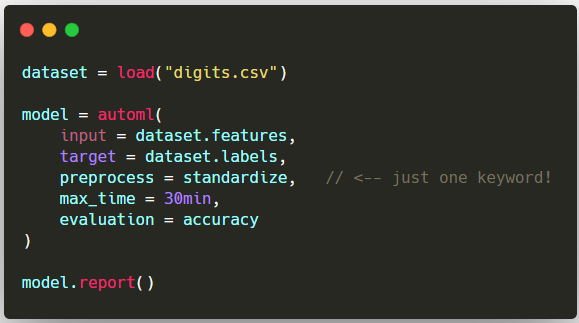 dataset = load("digits.csv")
model = automl(
    input = dataset.features,
    target = dataset.labels,
    preprocess = standardize,   // <-- just one keyword!
    max_time = 30min,
    evaluation = accuracy
)
model.report()